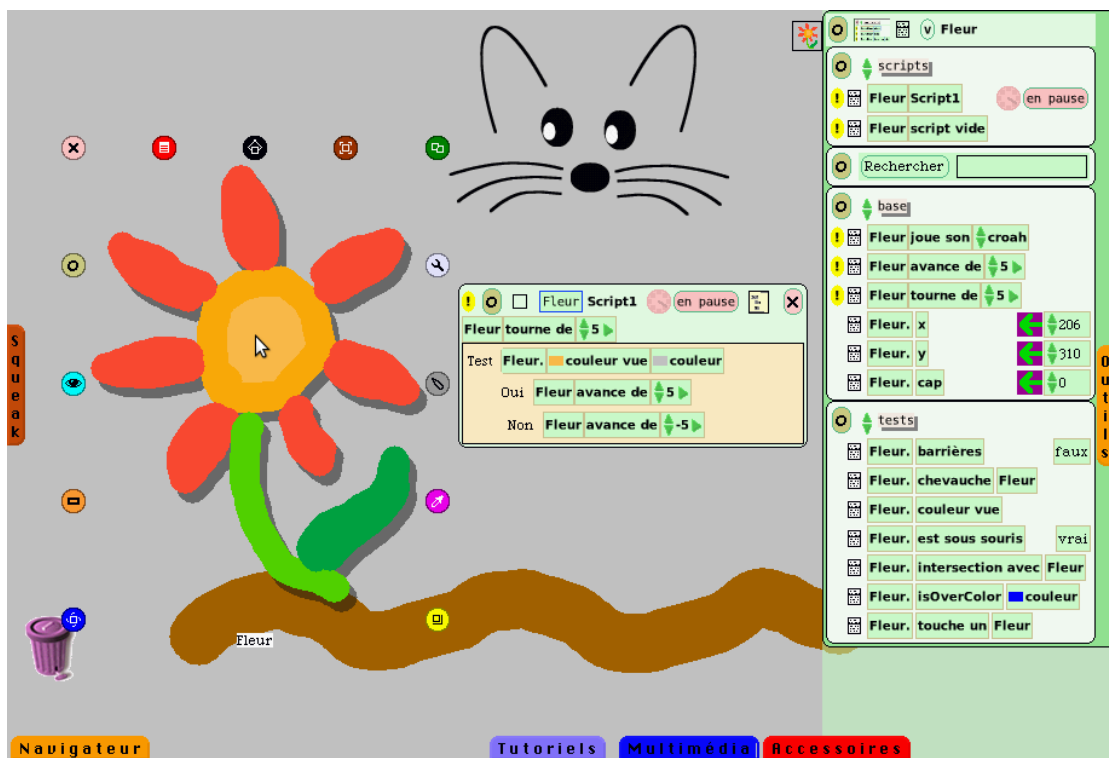 v Fleur
scripts
! Fleur Script1 en pause
! Fleur script vide
Rechercher
base
! Fleur joue son croah
! Fleur avance de 5
! Fleur tourne de 5
Fleur. x 206
Fleur. y 310
Fleur. cap 0
tests
Fleur. barrières faux
Fleur. chevauche Fleur
Fleur. couleur vue
Fleur. est sous souris vrai
Fleur. intersection avec Fleur
Fleur. isOverColor couleur
Fleur. touche un Fleur
! Fleur Script1 en pause
Fleur tourne de 5
Test Fleur. couleur vue couleur
Oui Fleur avance de 5
Non Fleur avance de -5
Squeak
Outils
Fleur
Navigateur
Tutoriels
Multimédia
Accessoires